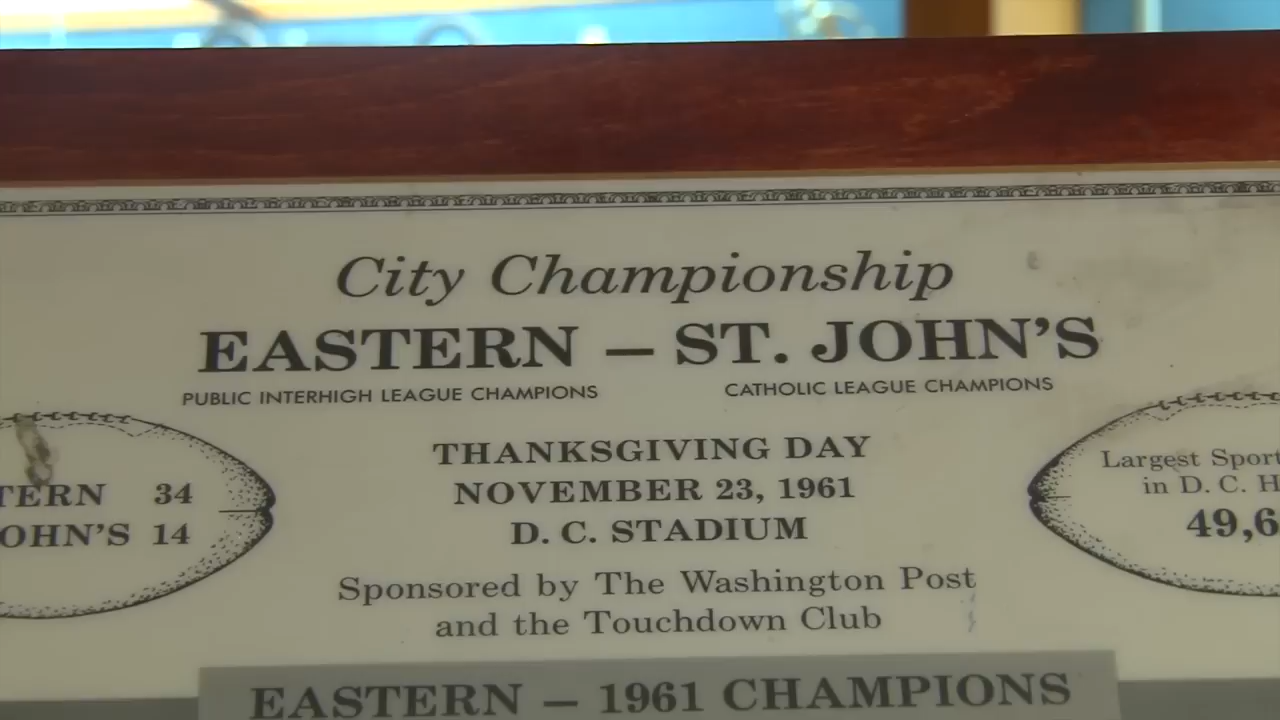 City Championship
EASTERN – ST. JOHN'S
PUBLIC INTERHIGH LEAGUE CHAMPIONS
CATHOLIC LEAGUE CHAMPIONS
THANKSGIVING DAY
NOVEMBER 23, 1961
D. C. STADIUM
Sponsored by The Washington Post
and the Touchdown Club
TERN 34
OHN'S 14
Largest Sport
in D. C. H
49,6
EASTERN – 1961 CHAMPIONS